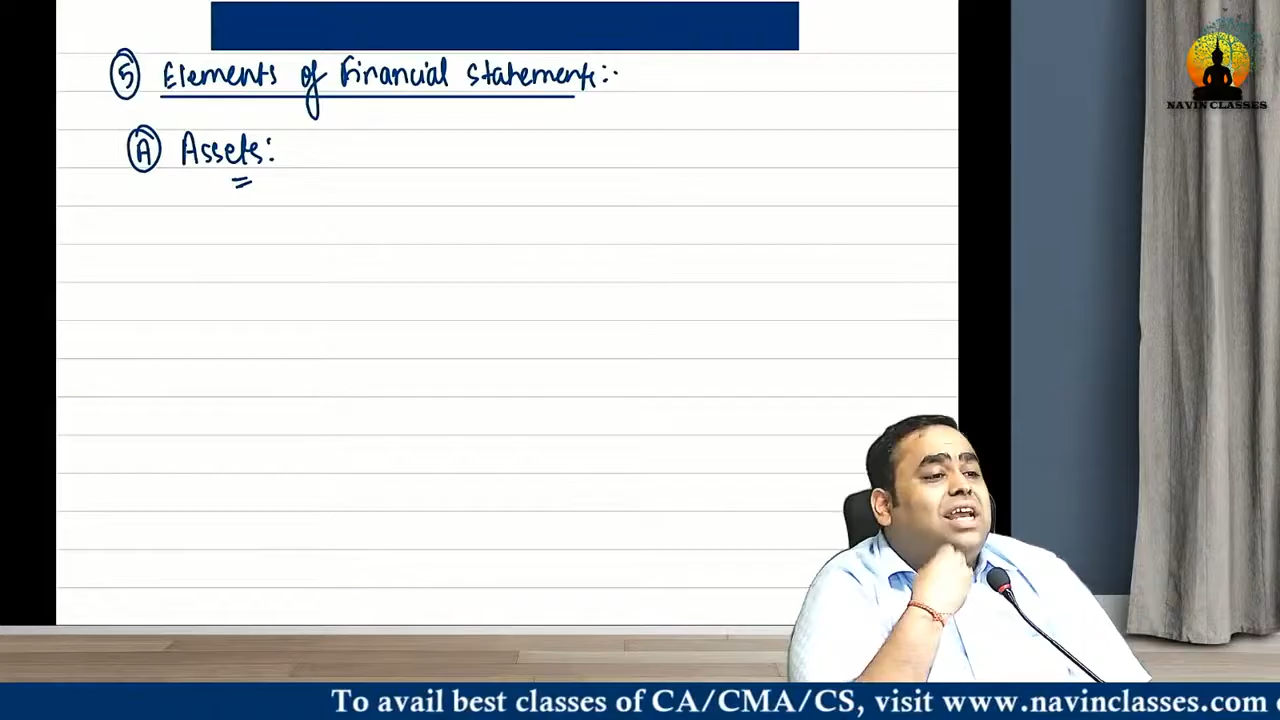 ⑤ Elements of Financial Statements:-
Ⓐ Assets:
NAVIN CLASSES
To avail best classes of CA/CMA/CS, visit www.navinclasses.com